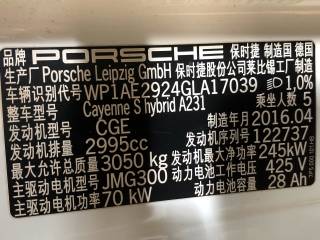 品牌 PORSCHE 保时捷 制造国 德国
生产厂 Porsche Leipzig GmbH 保时捷股份公司莱比锡工厂制造
车辆识别代号 WP1AE2924GLA17039 1,0%
整车型号 Cayenne S hybrid A231 乘坐人数 5
发动机型号 CGE 制造年月 2016.04
发动机排量 2995cc 发动机号 122737
最大允许总质量 3050 kg 发动机最大净功率 245kW
主驱动电机型号 JMG300 动力电池工作电压 425 V
主驱动电机功率 70 kW 动力电池容量 28 Ah